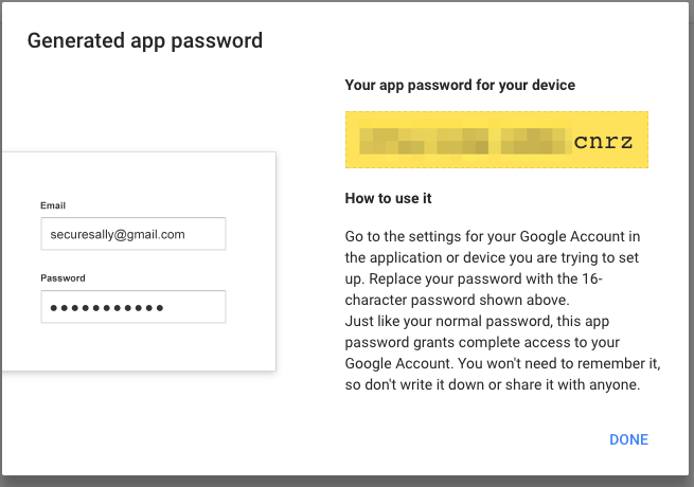 Generated app password
Your app password for your device
cnrz
How to use it
Email
securesally@gmail.com
Password
Go to the settings for your Google Account in
the application or device you are trying to set
up. Replace your password with the 16-
character password shown above.
Just like your normal password, this app
password grants complete access to your
Google Account. You won't need to remember it,
so don't write it down or share it with anyone.
DONE